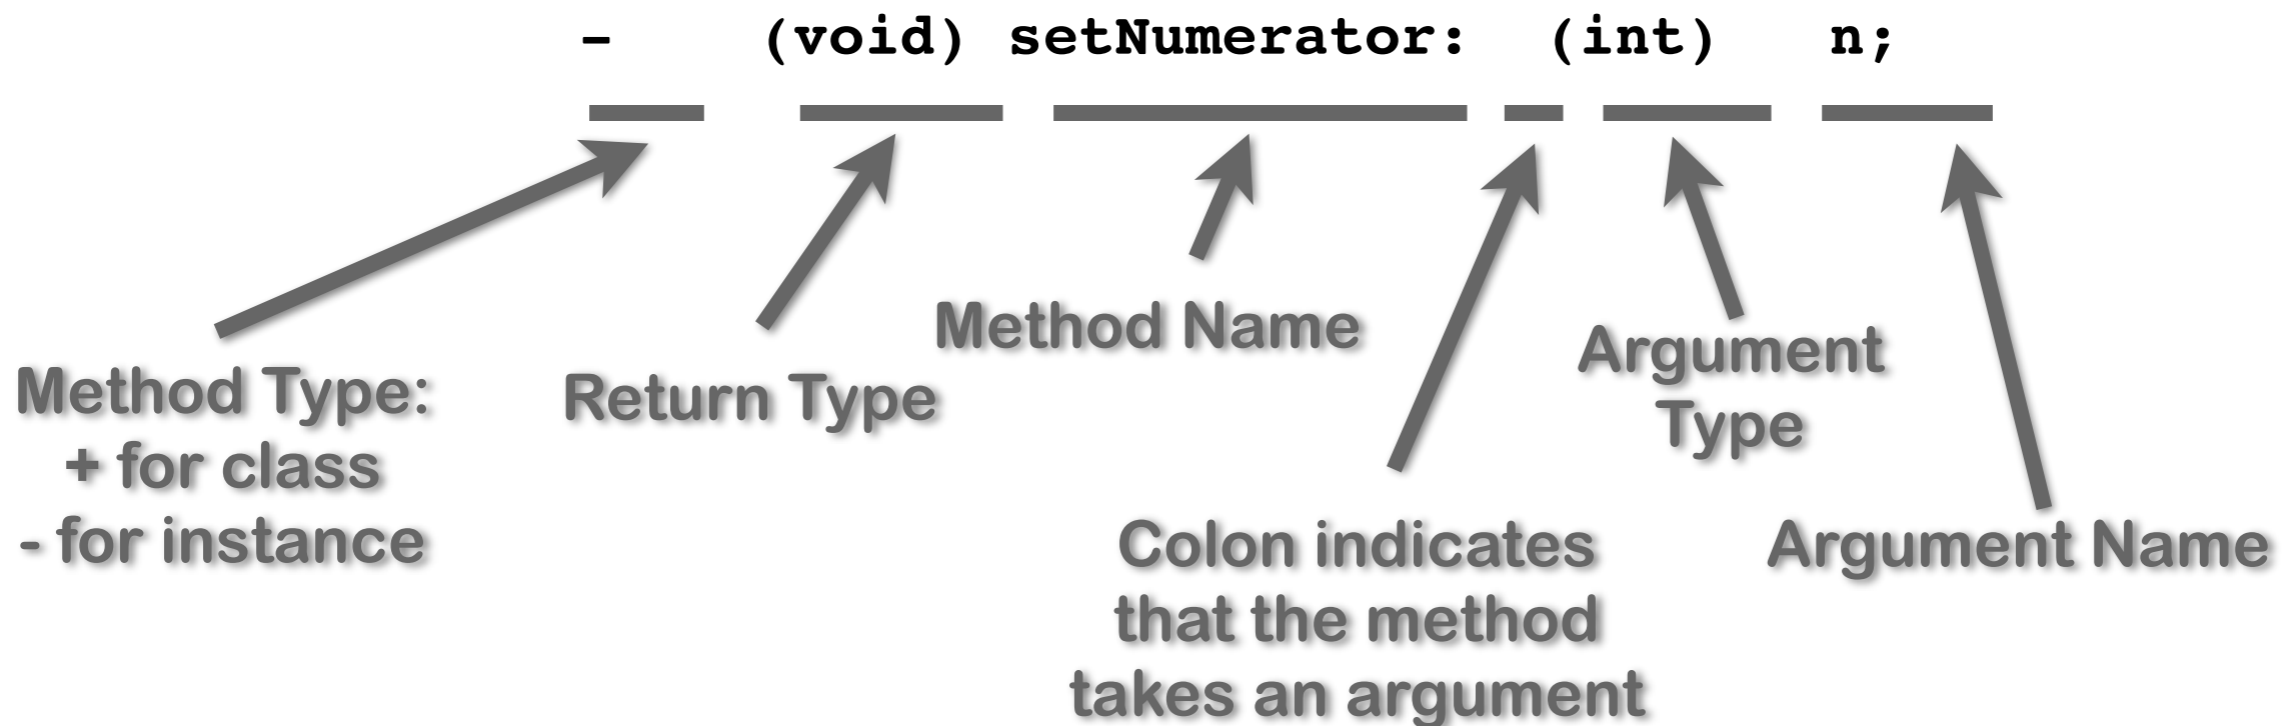 - (void) setNumerator: (int) n;
Method Type:
+ for class
- for instance
Return Type
Method Name
Colon indicates
that the method
takes an argument
Argument
Type
Argument Name